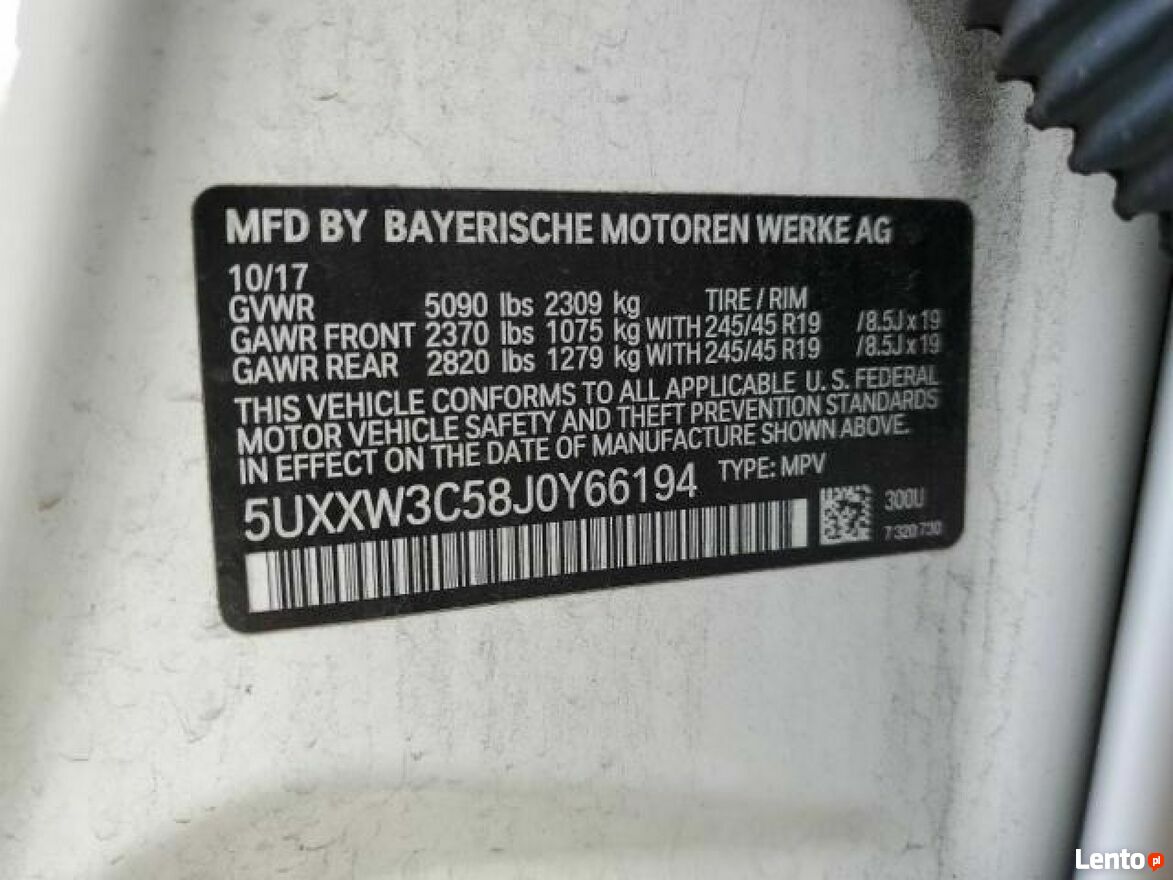 MFD BY BAYERISCHE MOTOREN WERKE AG
10/17
GVWR 5090 lbs 2309 kg TIRE / RIM
GAWR FRONT 2370 lbs 1075 kg WITH 245/45 R19 /8.5J x 19
GAWR REAR 2820 lbs 1279 kg WITH 245/45 R19 /8.5J x 19
THIS VEHICLE CONFORMS TO ALL APPLICABLE U. S. FEDERAL
MOTOR VEHICLE SAFETY AND THEFT PREVENTION STANDARDS
IN EFFECT ON THE DATE OF MANUFACTURE SHOWN ABOVE.
5UXXW3C58J0Y66194 TYPE: MPV
300U
7 320 730
Lento.pl